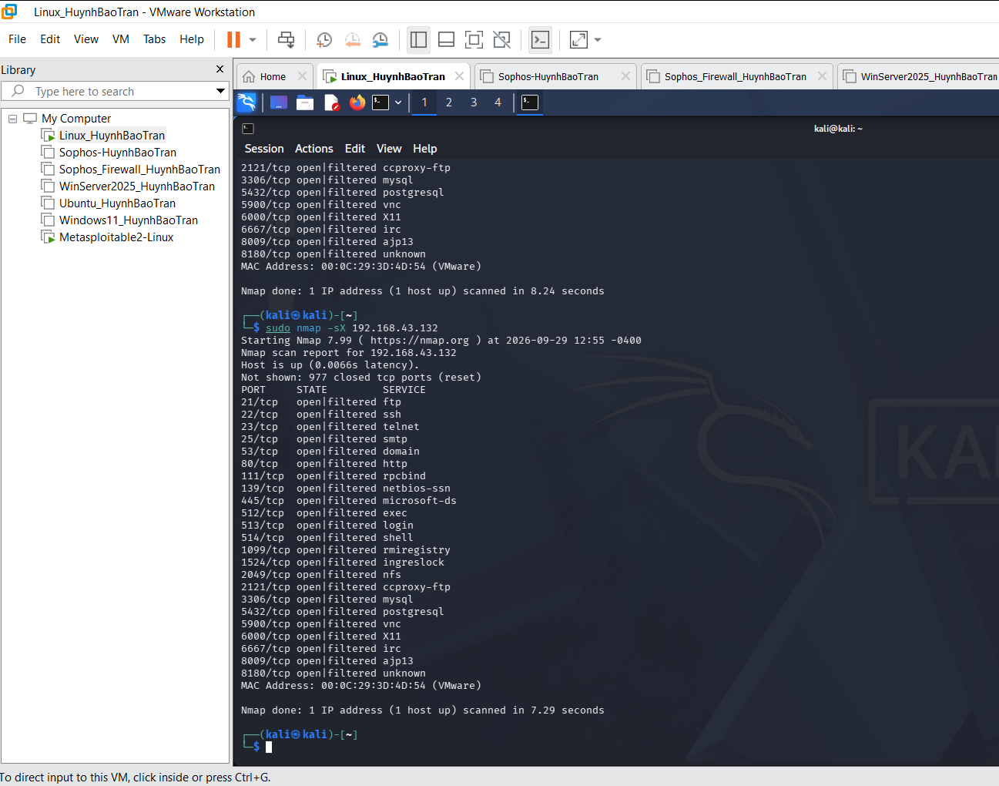 Linux_HuynhBaoTran - VMware Workstation
File Edit View VM Tabs Help
Library
Type here to search
My Computer
Linux_HuynhBaoTran
Sophos-HuynhBaoTran
Sophos_Firewall_HuynhBaoTran
WinServer2025_HuynhBaoTran
Ubuntu_HuynhBaoTran
Windows11_HuynhBaoTran
Metasploitable2-Linux
Home Linux_HuynhBaoTran Sophos-HuynhBaoTran Sophos_Firewall_HuynhBaoTran WinServer2025_HuynhBaoTran
1 2 3 4
kali@kali: ~
Session Actions Edit View Help
2121/tcp open|filtered ccproxy-ftp
3306/tcp open|filtered mysql
5432/tcp open|filtered postgresql
5900/tcp open|filtered vnc
6000/tcp open|filtered X11
6667/tcp open|filtered irc
8009/tcp open|filtered ajp13
8180/tcp open|filtered unknown
MAC Address: 00:0C:29:3D:4D:54 (VMware)
Nmap done: 1 IP address (1 host up) scanned in 8.24 seconds
┌──(kali㉿kali)-[~]
└─$ sudo nmap -sX 192.168.43.132
Starting Nmap 7.99 ( https://nmap.org ) at 2026-09-29 12:55 -0400
Nmap scan report for 192.168.43.132
Host is up (0.0066s latency).
Not shown: 977 closed tcp ports (reset)
PORT STATE SERVICE
21/tcp open|filtered ftp
22/tcp open|filtered ssh
23/tcp open|filtered telnet
25/tcp open|filtered smtp
53/tcp open|filtered domain
80/tcp open|filtered http
111/tcp open|filtered rpcbind
139/tcp open|filtered netbios-ssn
445/tcp open|filtered microsoft-ds
512/tcp open|filtered exec
513/tcp open|filtered login
514/tcp open|filtered shell
1099/tcp open|filtered rmiregistry
1524/tcp open|filtered ingreslock
2049/tcp open|filtered nfs
2121/tcp open|filtered ccproxy-ftp
3306/tcp open|filtered mysql
5432/tcp open|filtered postgresql
5900/tcp open|filtered vnc
6000/tcp open|filtered X11
6667/tcp open|filtered irc
8009/tcp open|filtered ajp13
8180/tcp open|filtered unknown
MAC Address: 00:0C:29:3D:4D:54 (VMware)
Nmap done: 1 IP address (1 host up) scanned in 7.29 seconds
┌──(kali㉿kali)-[~]
└─$
KA
To direct input to this VM, click inside or press Ctrl+G.